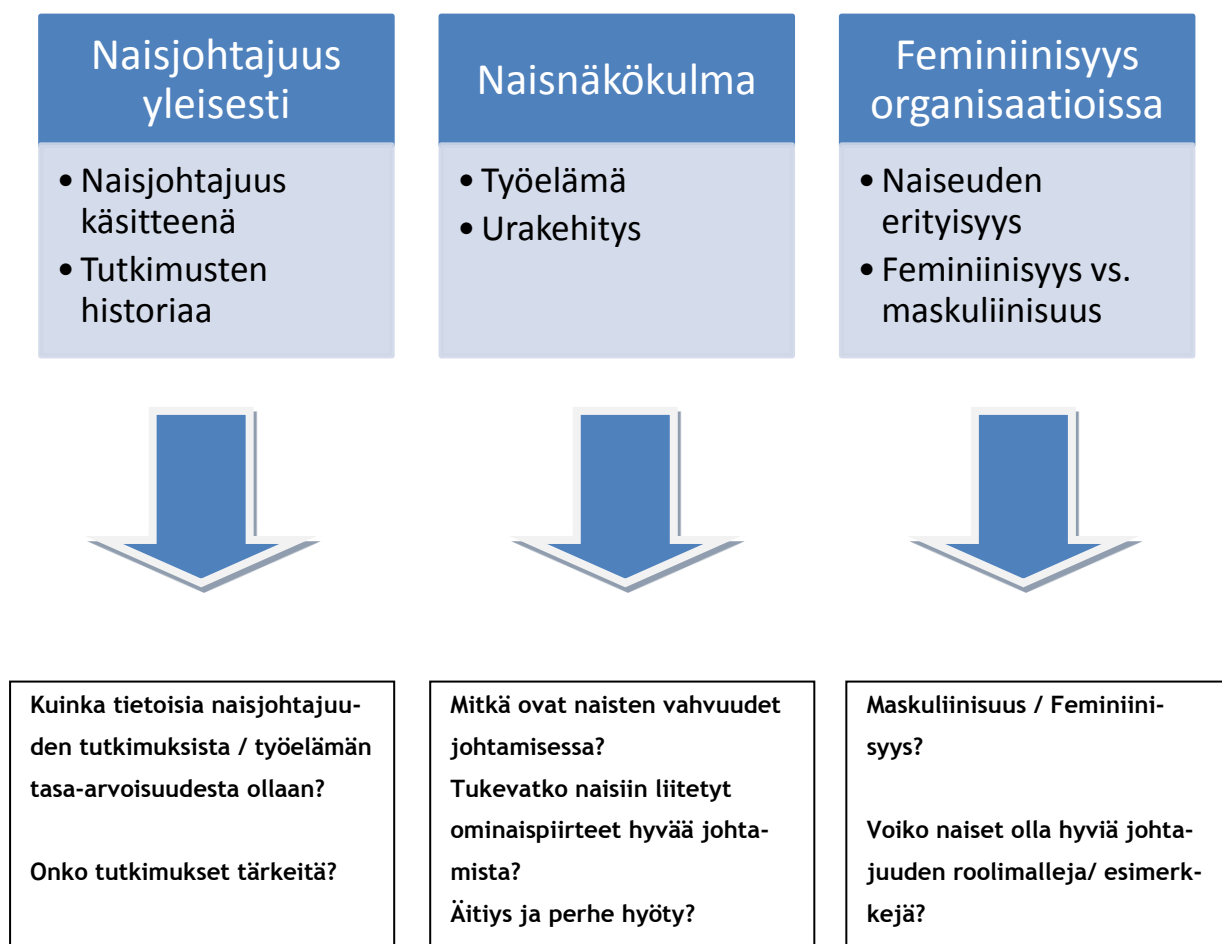 Naisjohtajuus
yleisesti
• Naisjohtajuus
käsitteenä
• Tutkimusten
historiaa
Naisnäkökulma
• Työelämä
• Urakehitys
Feminiinisyys
organisaatioissa
• Naiseuden
erityisyys
• Feminiinisyys vs.
maskuliinisuus
Kuinka tietoisia naisjohtajuu-
den tutkimuksista / työelämän
tasa-arvoisuudesta ollaan?
Onko tutkimukset tärkeitä?
Mitkä ovat naisten vahvuudet
johtamisessa?
Tukevatko naisiin liitetyt
ominaispiirteet hyvää johta-
mista?
Äitiys ja perhe hyöty?
Maskuliinisuus / Feminiini-
syys?
Voiko naiset olla hyviä johta-
juuden roolimalleja/ esimerk-
kejä?